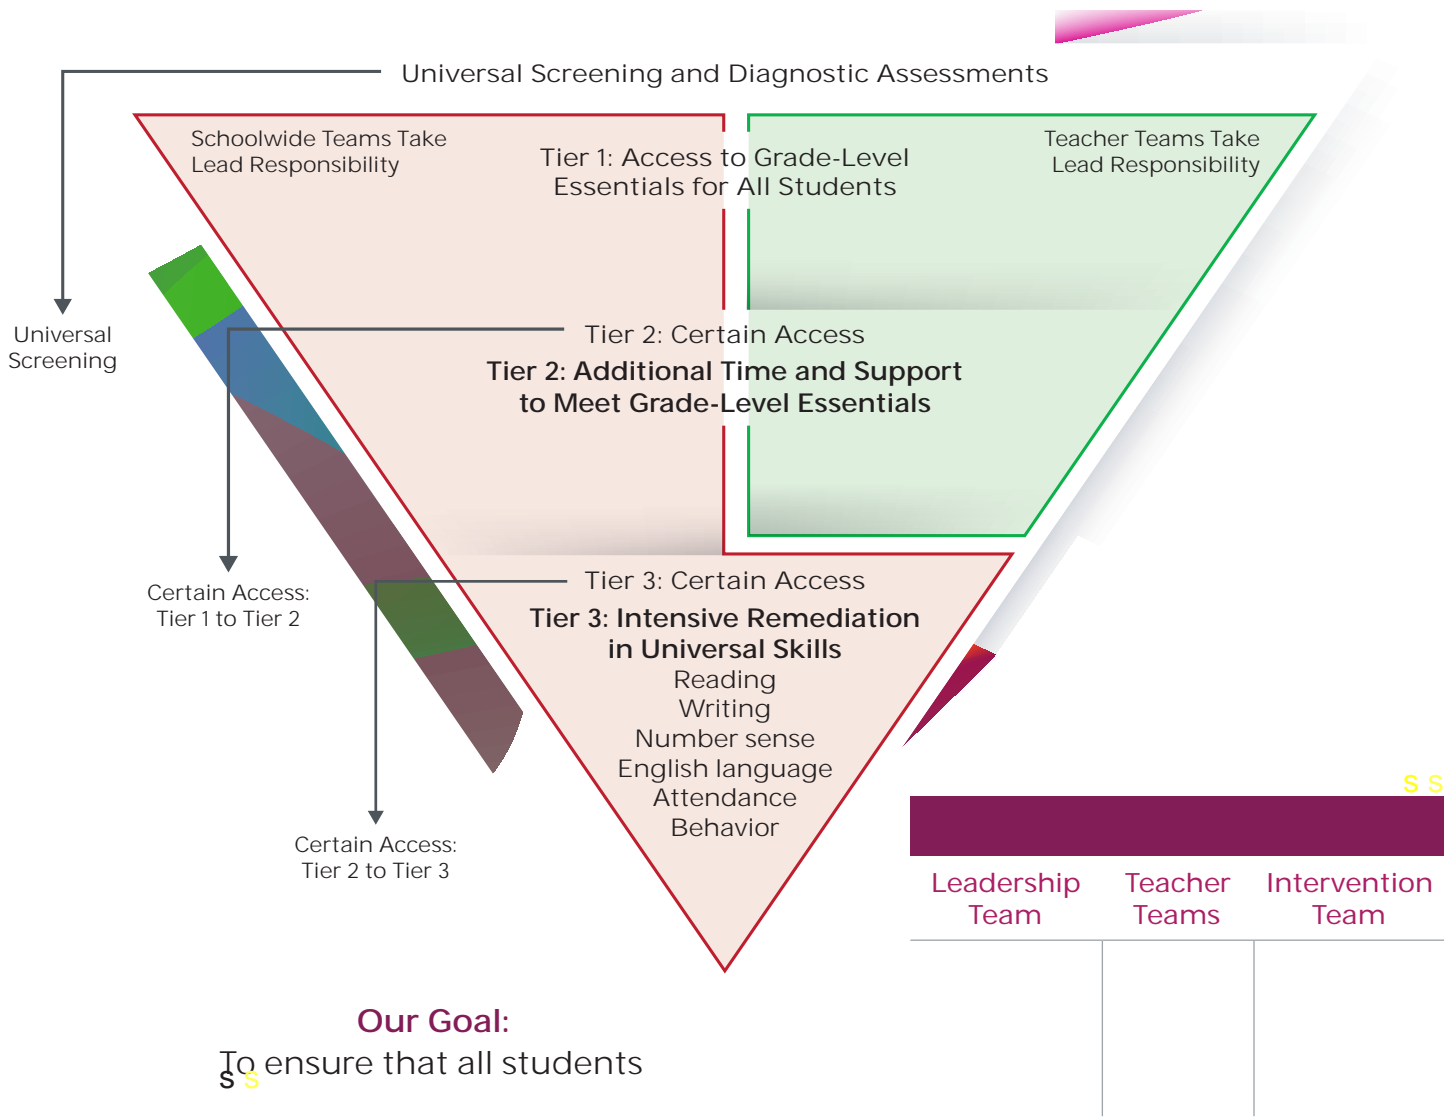 Universal Screening and Diagnostic Assessments
Schoolwide Teams Take
Lead Responsibility
Tier 1: Access to Grade-Level
Essentials for All Students
Teacher Teams Take
Lead Responsibility
Universal
Screening
Tier 2: Certain Access
Tier 2: Additional Time and Support
to Meet Grade-Level Essentials
Certain Access:
Tier 1 to Tier 2
Tier 3: Certain Access
Tier 3: Intensive Remediation
in Universal Skills
Reading
Writing
Number sense
English language
Attendance
Behavior
Certain Access:
Tier 2 to Tier 3
s s
Leadership
Team
Teacher
Teams
Intervention
Team
Our Goal:
To ensure that all students
s s